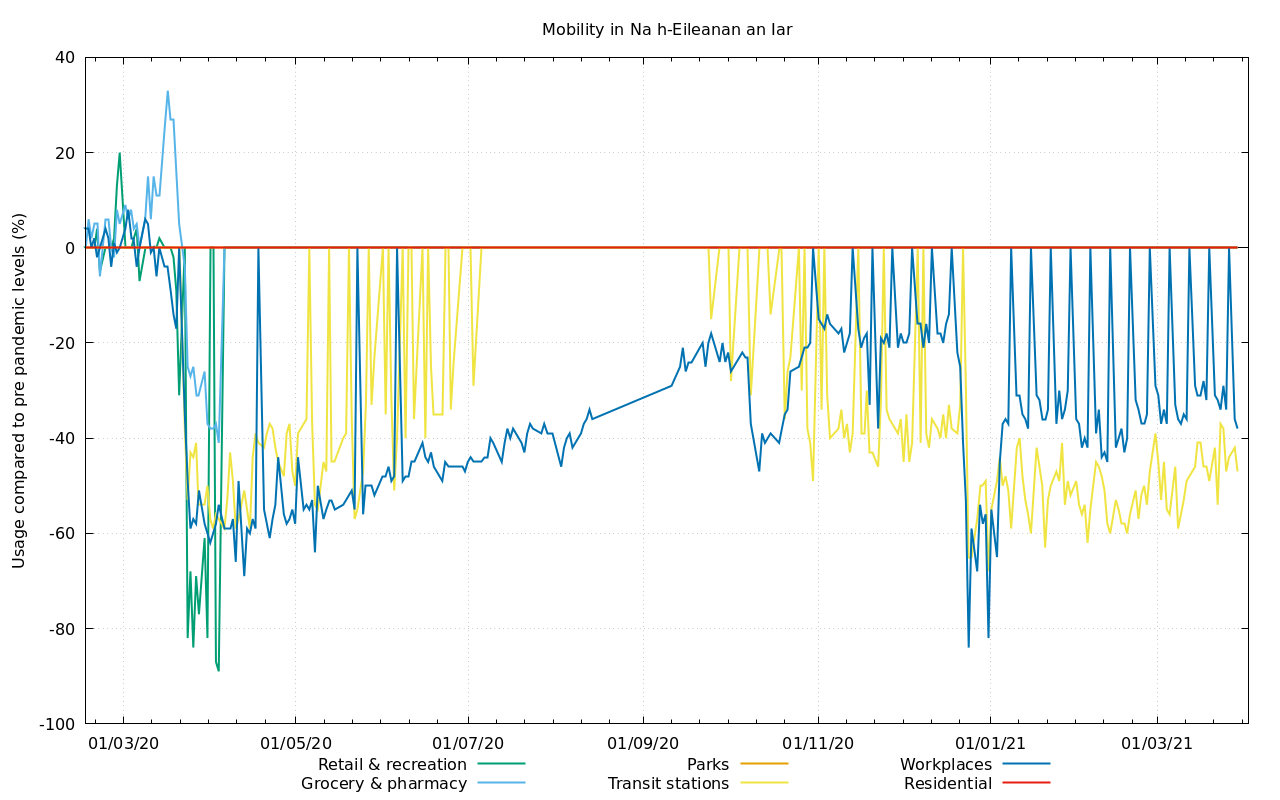 Mobility in Na h-Eileanan an Iar
Usage compared to pre pandemic levels (%)
40
20
0
-20
-40
-60
-80
-100
01/03/20 01/05/20 01/07/20 01/09/20 01/11/20 01/01/21 01/03/21
Retail & recreation Parks Workplaces
Grocery & pharmacy Transit stations Residential